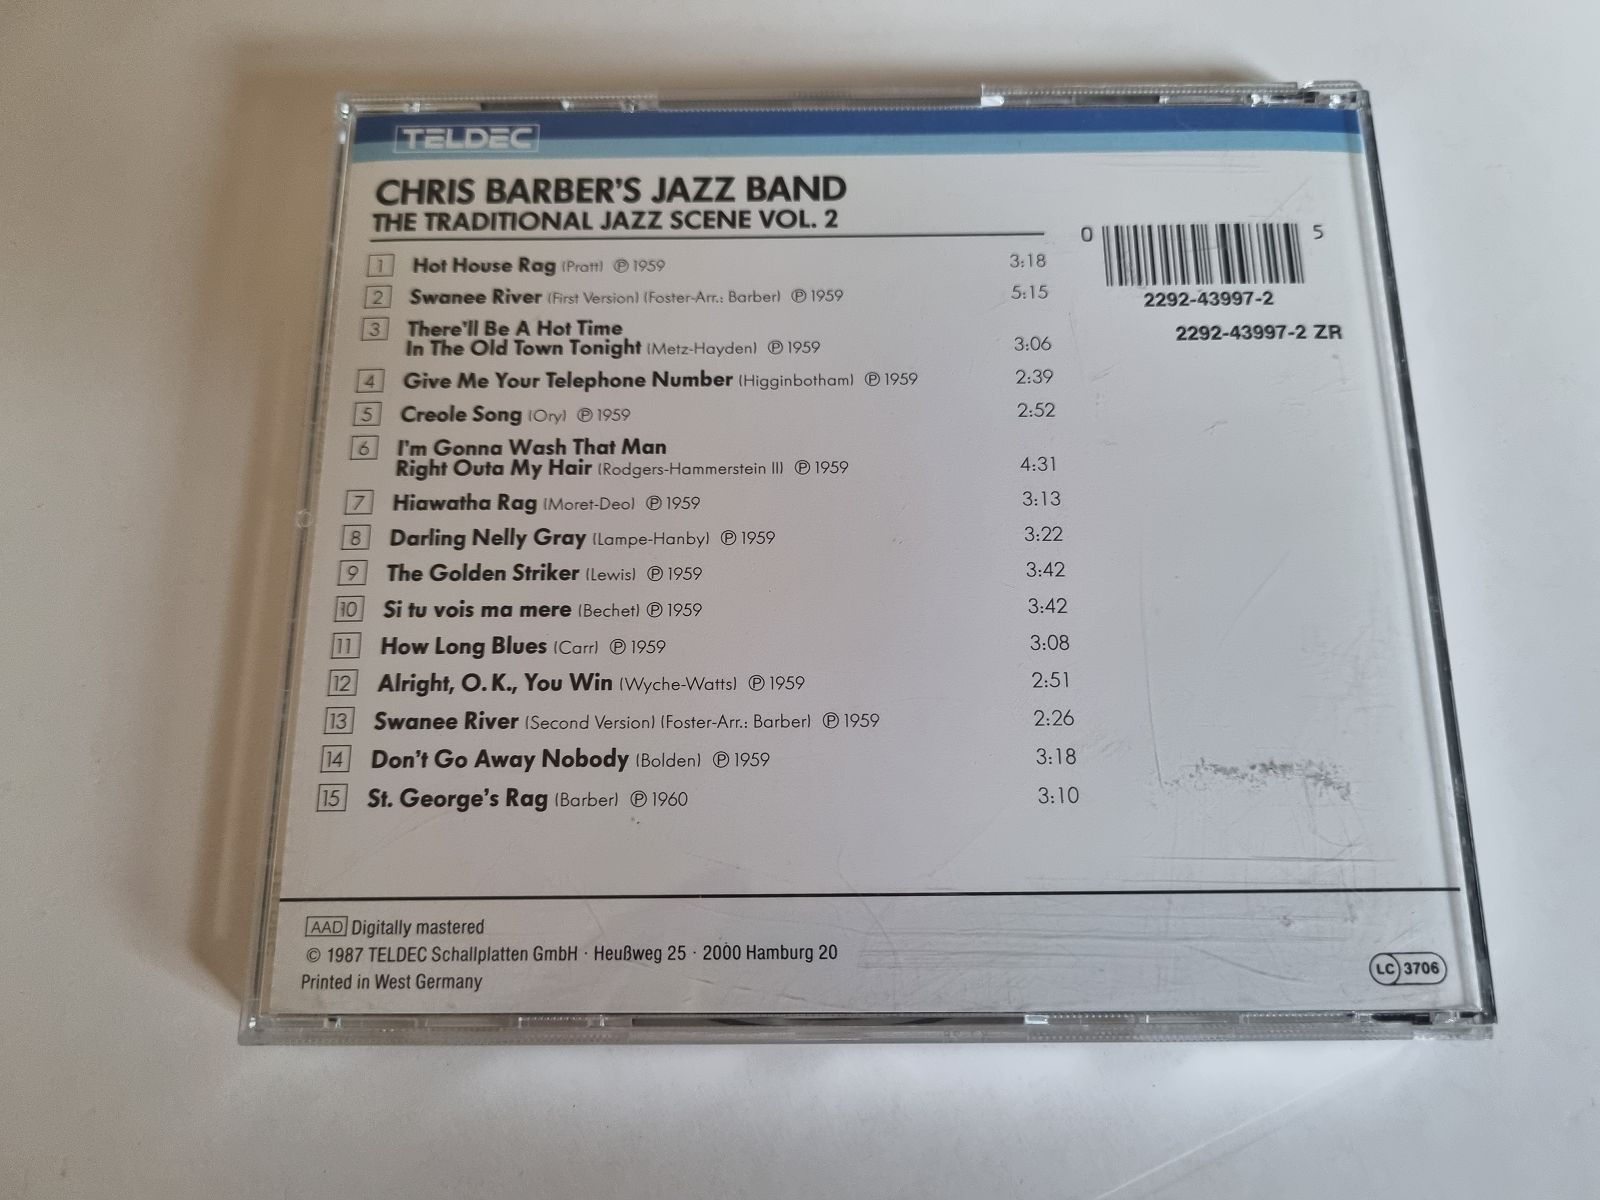 TELDEC
CHRIS BARBER'S JAZZ BAND
THE TRADITIONAL JAZZ SCENE VOL. 2
0 5
2292-43997-2
2292-43997-2 ZR
1 Hot House Rag (Pratt) ℗ 1959 3:18
2 Swanee River (First Version) (Foster-Arr.: Barber) ℗ 1959 5:15
3 There'll Be A Hot Time
In The Old Town Tonight (Metz-Hayden) ℗ 1959 3:06
4 Give Me Your Telephone Number (Higginbotham) ℗ 1959 2:39
5 Creole Song (Ory) ℗ 1959 2:52
6 I'm Gonna Wash That Man
Right Outa My Hair (Rodgers-Hammerstein II) ℗ 1959 4:31
7 Hiawatha Rag (Moret-Deo) ℗ 1959 3:13
8 Darling Nelly Gray (Lampe-Hanby) ℗ 1959 3:22
9 The Golden Striker (Lewis) ℗ 1959 3:42
10 Si tu vois ma mere (Bechet) ℗ 1959 3:42
11 How Long Blues (Carr) ℗ 1959 3:08
12 Alright, O. K., You Win (Wyche-Watts) ℗ 1959 2:51
13 Swanee River (Second Version) (Foster-Arr.: Barber) ℗ 1959 2:26
14 Don't Go Away Nobody (Bolden) ℗ 1959 3:18
15 St. George's Rag (Barber) ℗ 1960 3:10
AAD Digitally mastered
© 1987 TELDEC Schallplatten GmbH · Heußweg 25 · 2000 Hamburg 20
Printed in West Germany
LC 3706